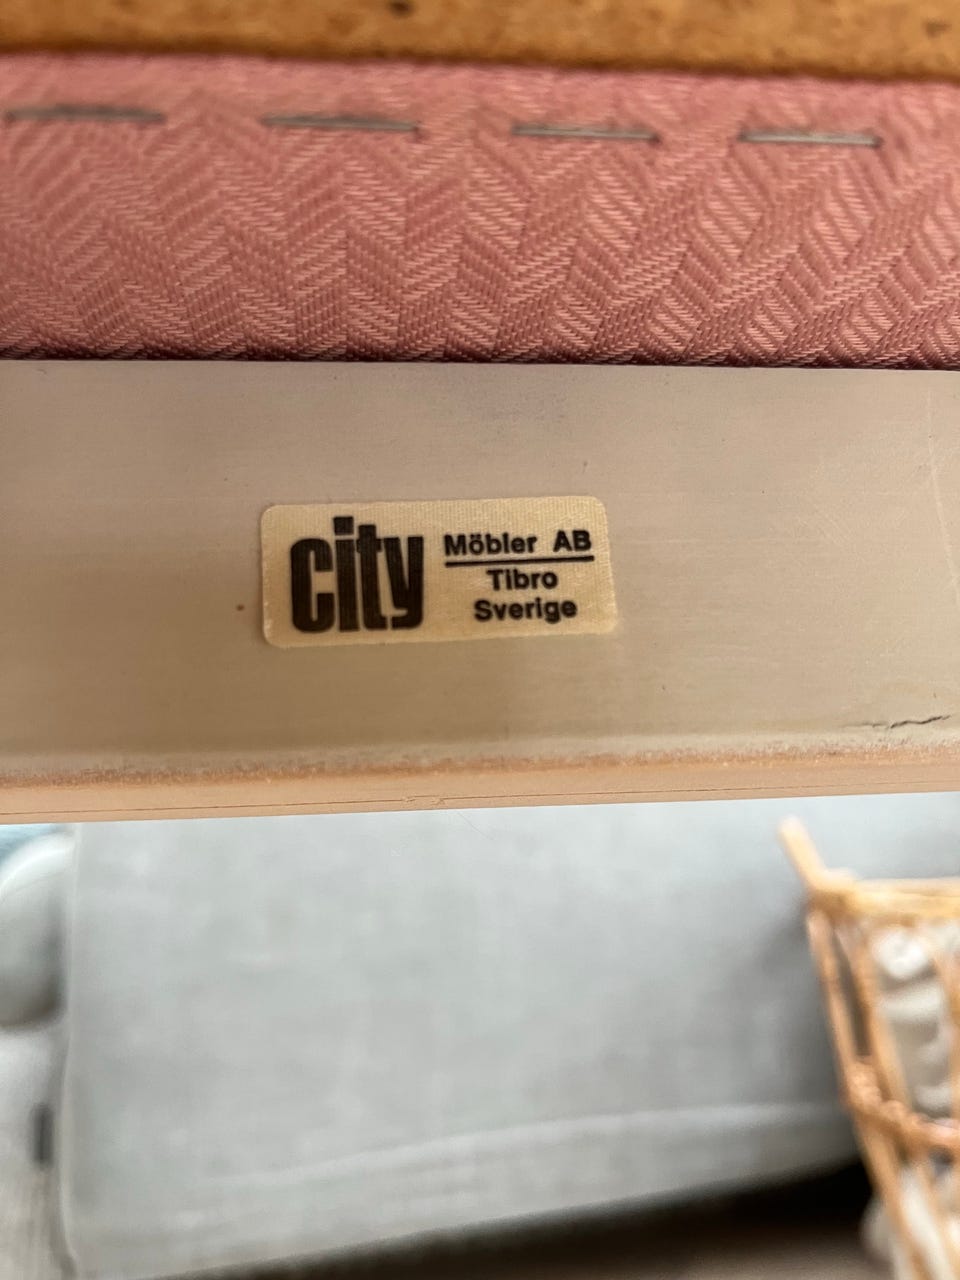 city
Möbler AB
Tibro
Sverige